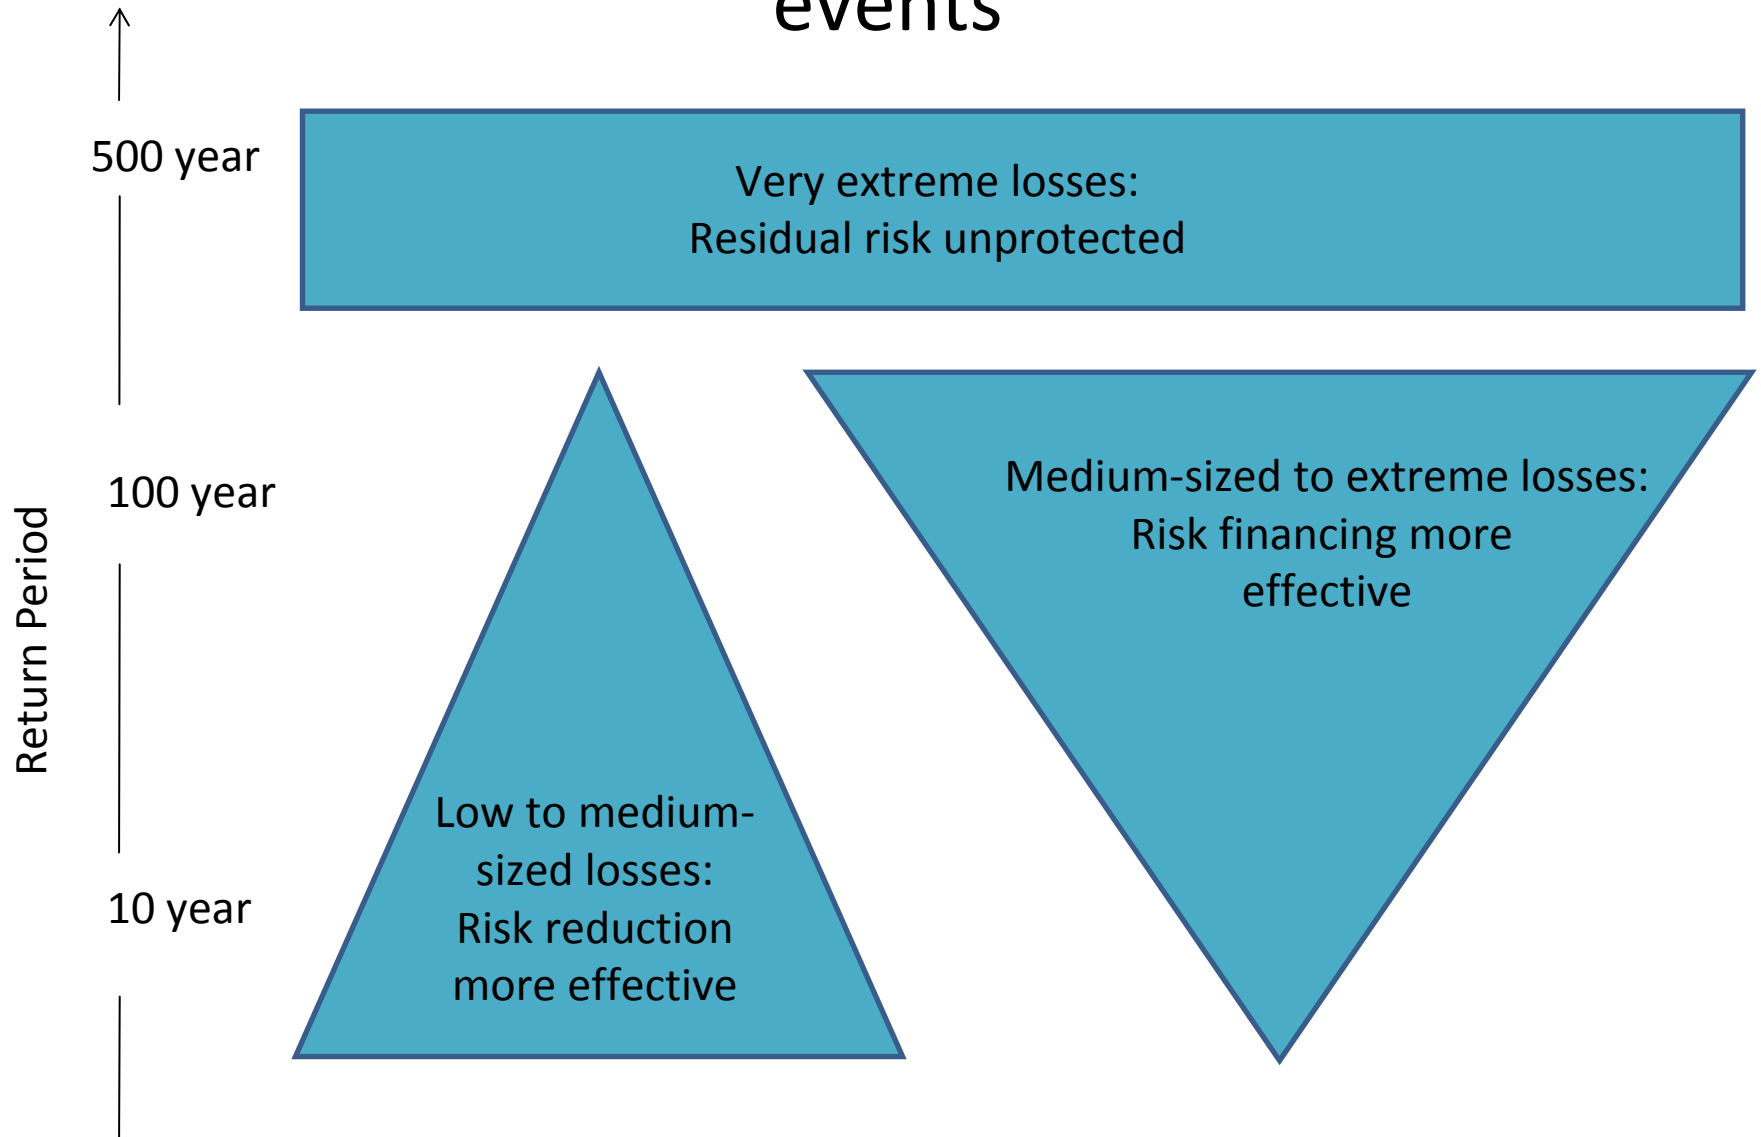 events
500 year
Very extreme losses:
Residual risk unprotected
100 year
Medium-sized to extreme losses:
Risk financing more
effective
Return Period
Low to medium-
sized losses:
Risk reduction
more effective
10 year